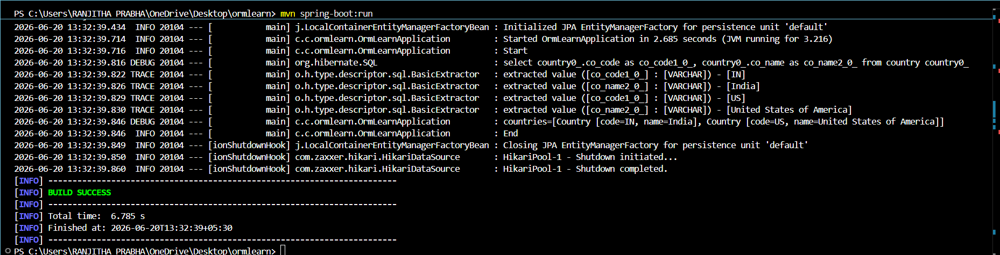 PS C:\Users\RANJITHA PRABHA\OneDrive\Desktop\ormlearn> mvn spring-boot:run
2026-06-20 13:32:39.434  INFO 20104 --- [           main] j.LocalContainerEntityManagerFactoryBean : Initialized JPA EntityManagerFactory for persistence unit 'default'
2026-06-20 13:32:39.714  INFO 20104 --- [           main] c.c.ormlearn.OrmLearnApplication         : Started OrmLearnApplication in 2.685 seconds (JVM running for 3.216)
2026-06-20 13:32:39.716  INFO 20104 --- [           main] c.c.ormlearn.OrmLearnApplication         : Start
2026-06-20 13:32:39.816 DEBUG 20104 --- [           main] org.hibernate.SQL                        : select country0_.co_code as co_code1_0_, country0_.co_name as co_name2_0_ from country country0_
2026-06-20 13:32:39.822 TRACE 20104 --- [           main] o.h.type.descriptor.sql.BasicExtractor   : extracted value ([co_code1_0_] : [VARCHAR]) - [IN]
2026-06-20 13:32:39.826 TRACE 20104 --- [           main] o.h.type.descriptor.sql.BasicExtractor   : extracted value ([co_name2_0_] : [VARCHAR]) - [India]
2026-06-20 13:32:39.829 TRACE 20104 --- [           main] o.h.type.descriptor.sql.BasicExtractor   : extracted value ([co_code1_0_] : [VARCHAR]) - [US]
2026-06-20 13:32:39.830 TRACE 20104 --- [           main] o.h.type.descriptor.sql.BasicExtractor   : extracted value ([co_name2_0_] : [VARCHAR]) - [United States of America]
2026-06-20 13:32:39.846 DEBUG 20104 --- [           main] c.c.ormlearn.OrmLearnApplication         : countries=[Country [code=IN, name=India], Country [code=US, name=United States of America]]
2026-06-20 13:32:39.846  INFO 20104 --- [           main] c.c.ormlearn.OrmLearnApplication         : End
2026-06-20 13:32:39.849  INFO 20104 --- [ionShutdownHook] j.LocalContainerEntityManagerFactoryBean : Closing JPA EntityManagerFactory for persistence unit 'default'
2026-06-20 13:32:39.850  INFO 20104 --- [ionShutdownHook] com.zaxxer.hikari.HikariDataSource       : HikariPool-1 - Shutdown initiated...
2026-06-20 13:32:39.860  INFO 20104 --- [ionShutdownHook] com.zaxxer.hikari.HikariDataSource       : HikariPool-1 - Shutdown completed.
[INFO] ------------------------------------------------------------------------
[INFO] BUILD SUCCESS
[INFO] ------------------------------------------------------------------------
[INFO] Total time:  6.785 s
[INFO] Finished at: 2026-06-20T13:32:39+05:30
[INFO] ------------------------------------------------------------------------
PS C:\Users\RANJITHA PRABHA\OneDrive\Desktop\ormlearn>